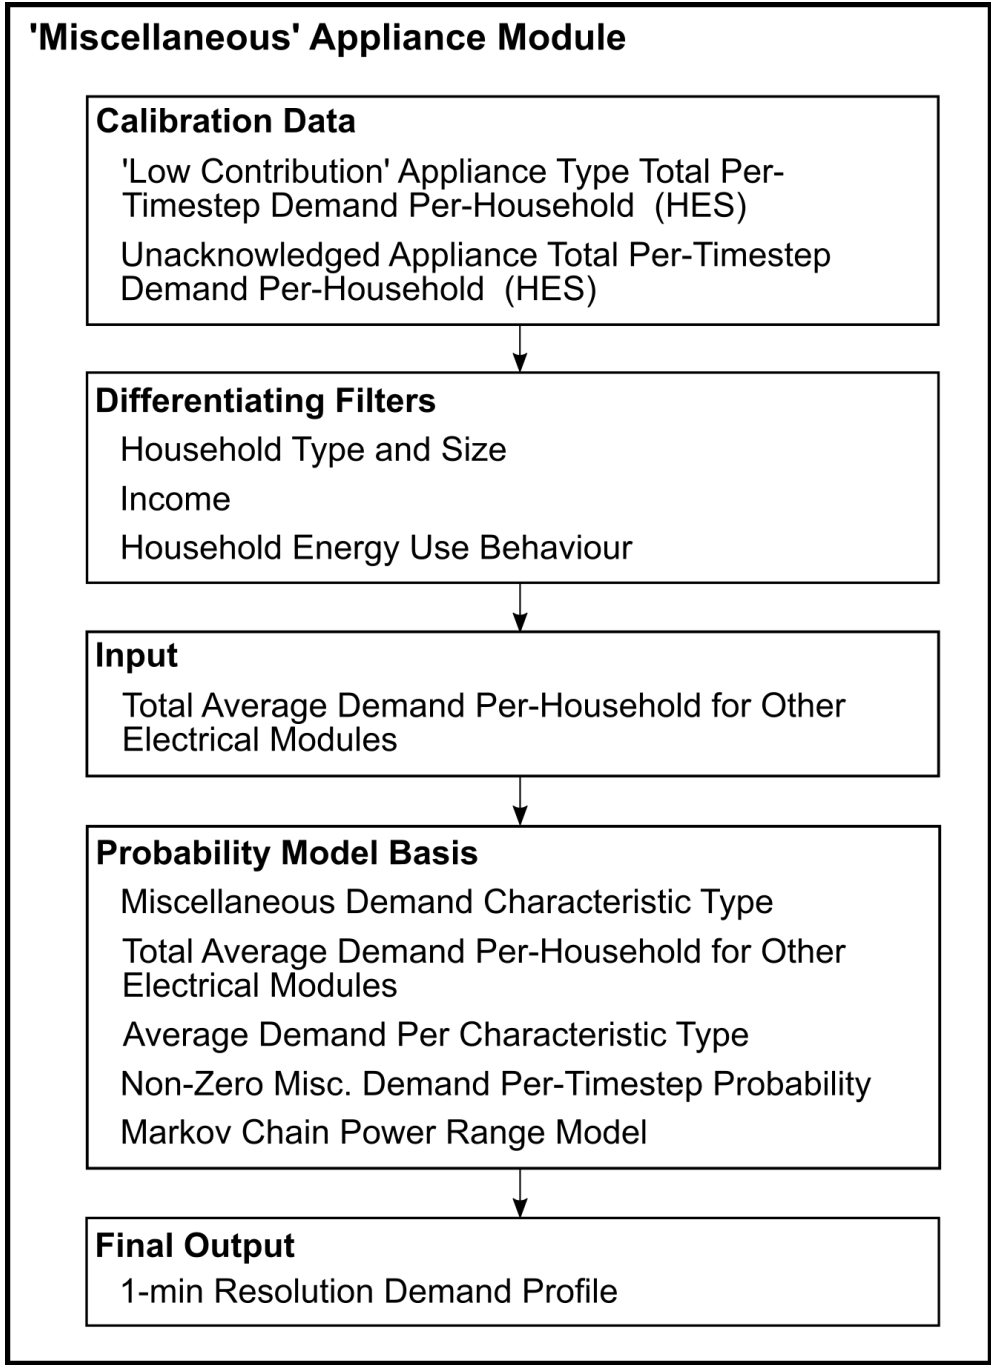 'Miscellaneous' Appliance Module
Calibration Data
'Low Contribution' Appliance Type Total Per-
Timestep Demand Per-Household (HES)
Unacknowledged Appliance Total Per-Timestep
Demand Per-Household (HES)
Differentiating Filters
Household Type and Size
Income
Household Energy Use Behaviour
Input
Total Average Demand Per-Household for Other
Electrical Modules
Probability Model Basis
Miscellaneous Demand Characteristic Type
Total Average Demand Per-Household for Other
Electrical Modules
Average Demand Per Characteristic Type
Non-Zero Misc. Demand Per-Timestep Probability
Markov Chain Power Range Model
Final Output
1-min Resolution Demand Profile